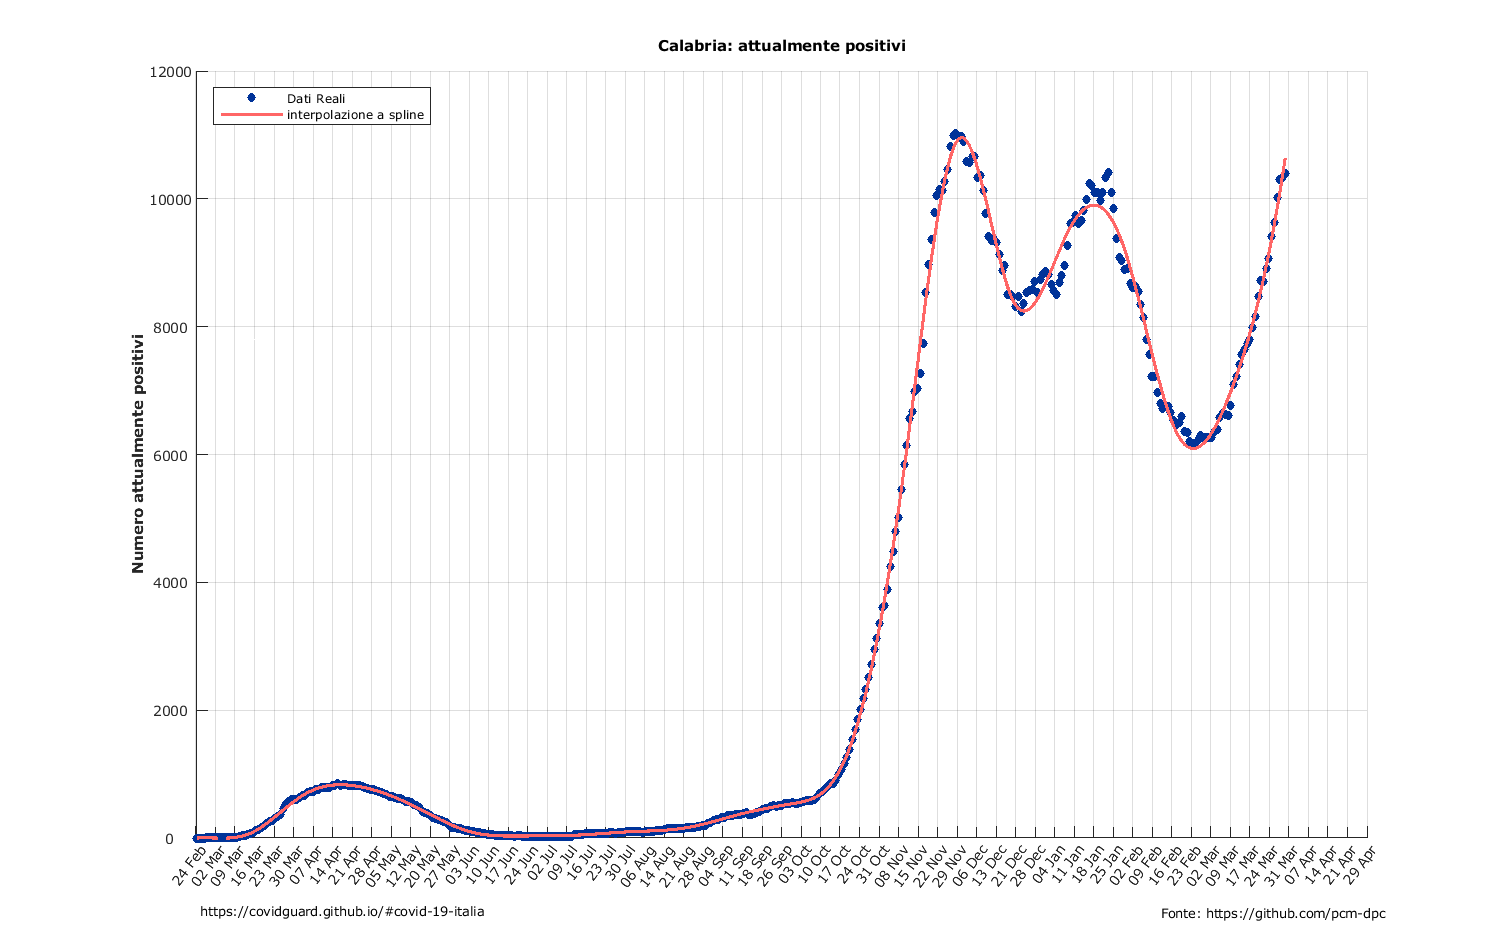 Calabria: attualmente positivi
12000
10000
8000
6000
4000
2000
0
Numero attualmente positivi
Dati Reali
interpolazione a spline
24 Feb
02 Mar
09 Mar
16 Mar
23 Mar
30 Mar
07 Apr
14 Apr
21 Apr
28 Apr
05 May
12 May
20 May
27 May
03 Jun
10 Jun
17 Jun
24 Jun
02 Jul
09 Jul
16 Jul
23 Jul
30 Jul
06 Aug
14 Aug
21 Aug
28 Aug
04 Sep
11 Sep
18 Sep
26 Sep
03 Oct
10 Oct
17 Oct
24 Oct
31 Oct
08 Nov
15 Nov
22 Nov
29 Nov
06 Dec
13 Dec
21 Dec
28 Dec
04 Jan
11 Jan
18 Jan
25 Jan
02 Feb
09 Feb
16 Feb
23 Feb
02 Mar
09 Mar
17 Mar
24 Mar
31 Mar
07 Apr
14 Apr
21 Apr
29 Apr
https://covidguard.github.io/#covid-19-italia
Fonte: https://github.com/pcm-dpc